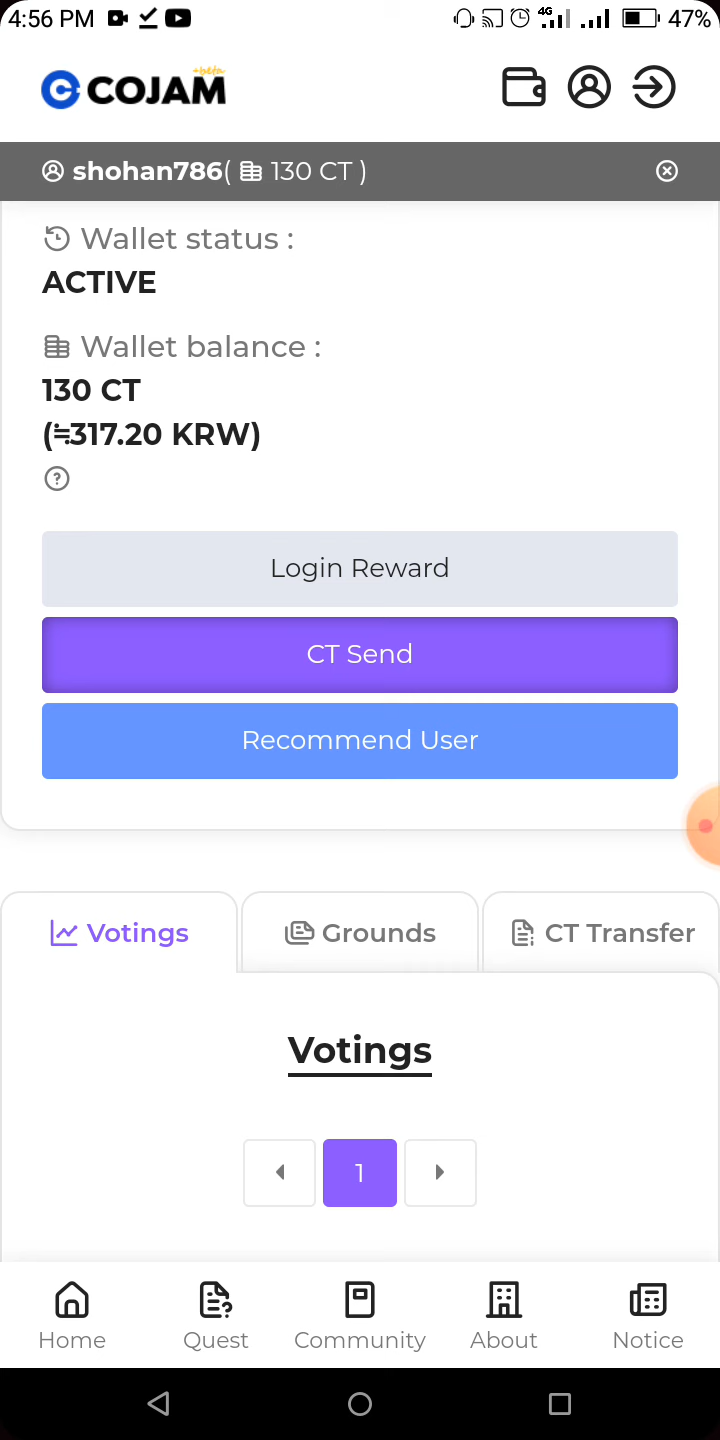 4:56 PM 4G 47%
COJAM +beta
shohan786( 130 CT )
Wallet status :
ACTIVE
Wallet balance :
130 CT
(≒317.20 KRW)
?
Login Reward
CT Send
Recommend User
Votings Grounds CT Transfer
Votings
1
Home Quest Community About Notice